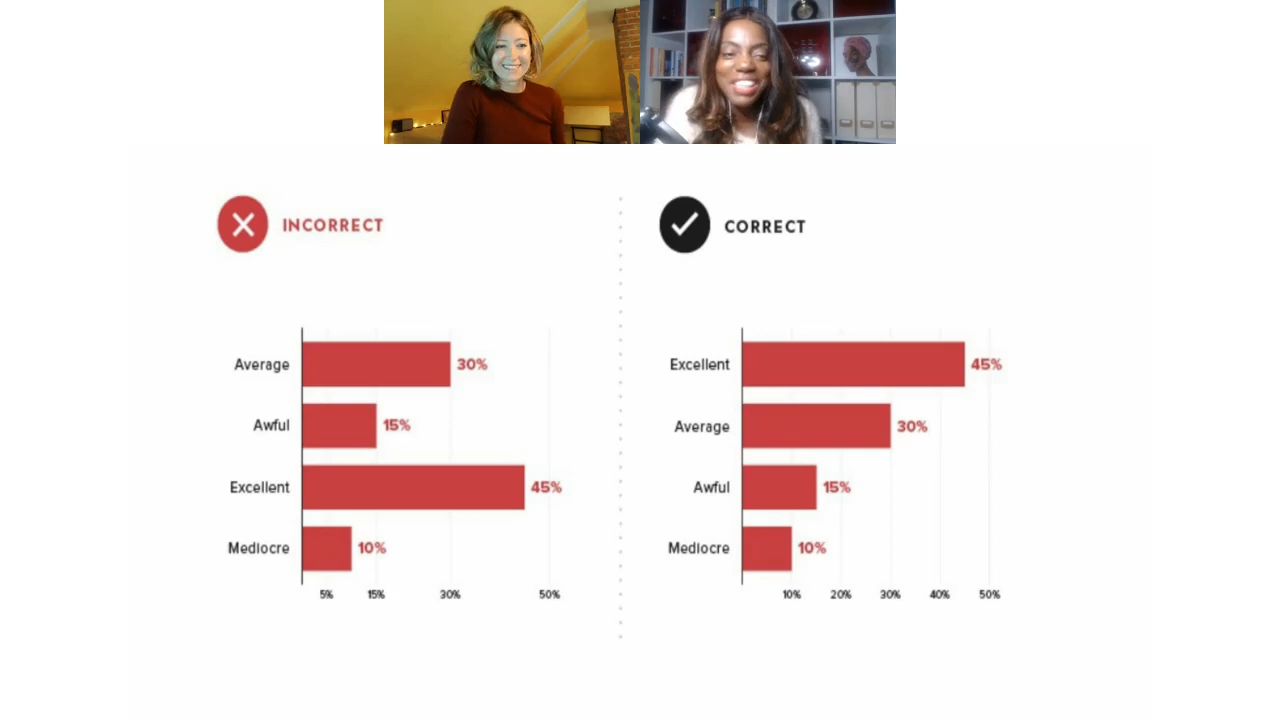 INCORRECT
Average 30%
Awful 15%
Excellent 45%
Mediocre 10%
5% 15% 30% 50%
CORRECT
Excellent 45%
Average 30%
Awful 15%
Mediocre 10%
10% 20% 30% 40% 50%